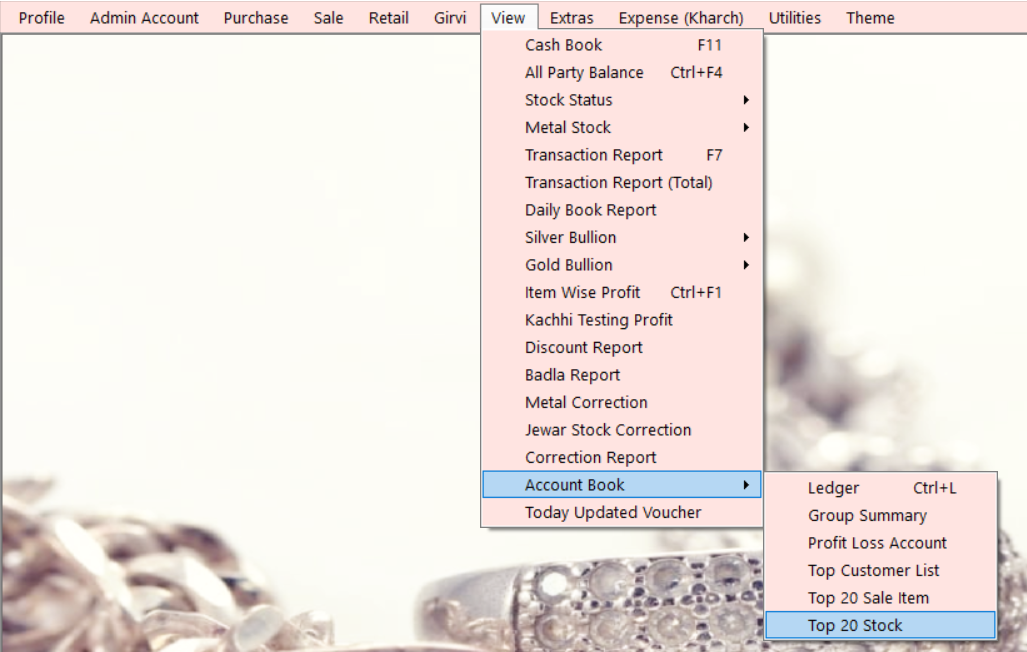 Profile Admin Account Purchase Sale Retail Girvi View Extras Expense (Kharch) Utilities Theme
Cash Book F11
All Party Balance Ctrl+F4
Stock Status
Metal Stock
Transaction Report F7
Transaction Report (Total)
Daily Book Report
Silver Bullion
Gold Bullion
Item Wise Profit Ctrl+F1
Kachhi Testing Profit
Discount Report
Badla Report
Metal Correction
Jewar Stock Correction
Correction Report
Account Book
Today Updated Voucher
Ledger Ctrl+L
Group Summary
Profit Loss Account
Top Customer List
Top 20 Sale Item
Top 20 Stock